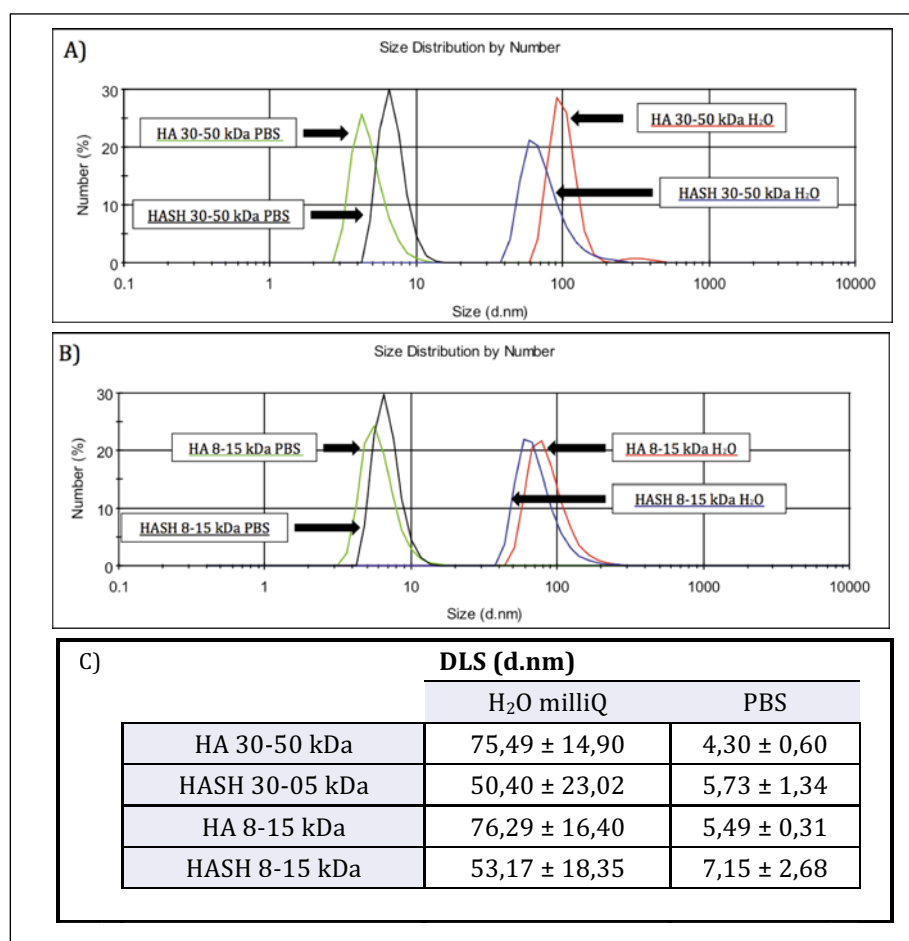 A)
Size Distribution by Number
Number (%)
30
20
10
0
HA 30-50 kDa PBS
HASH 30-50 kDa PBS
HA 30-50 kDa H₂O
HASH 30-50 kDa H₂O
0.1 1 10 100 1000 10000
Size (d.nm)
B)
Size Distribution by Number
Number (%)
30
20
10
0
HA 8-15 kDa PBS
HASH 8-15 kDa PBS
HA 8-15 kDa H₂O
HASH 8-15 kDa H₂O
0.1 1 10 100 1000 10000
Size (d.nm)
C) DLS (d.nm)
H₂O milliQ PBS
HA 30-50 kDa 75,49 ± 14,90 4,30 ± 0,60
HASH 30-05 kDa 50,40 ± 23,02 5,73 ± 1,34
HA 8-15 kDa 76,29 ± 16,40 5,49 ± 0,31
HASH 8-15 kDa 53,17 ± 18,35 7,15 ± 2,68